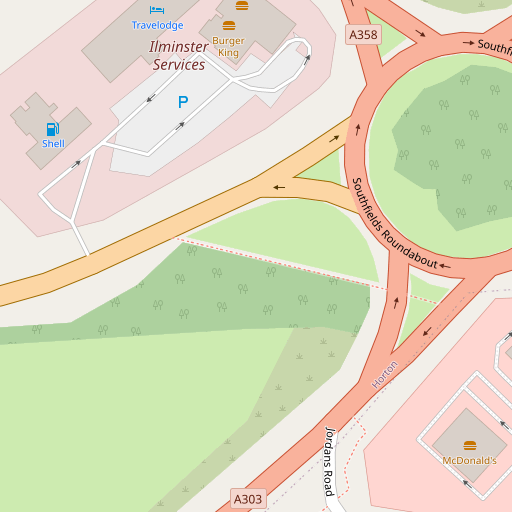 Travelodge
Burger
King
Ilminster
Services
A358
Southf
P
Shell
Southfields Roundabout
Horton
Jordans Road
McDonald's
A303